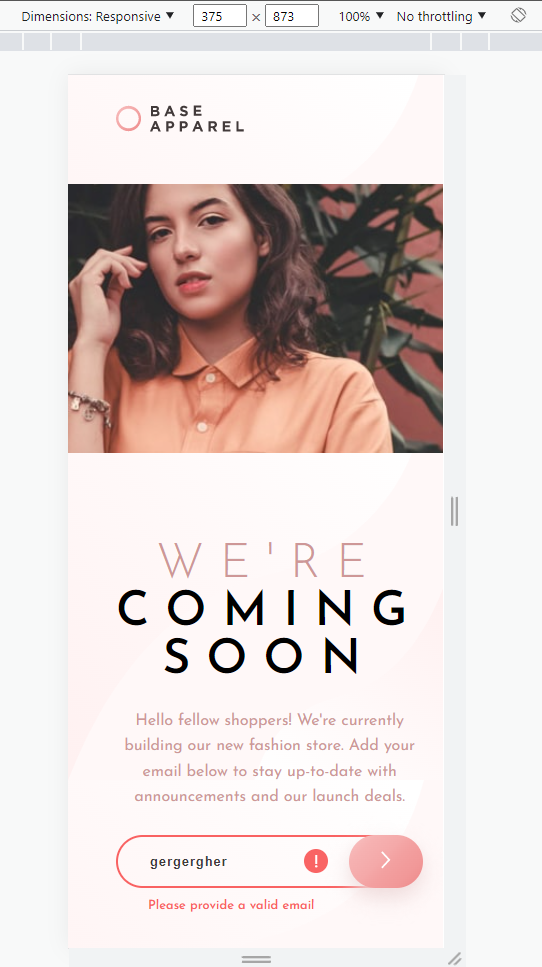 Dimensions: Responsive ▼ 375 × 873 100% ▼ No throttling ▼
BASE
APPAREL
WE'RE
COMING
SOON
Hello fellow shoppers! We're currently
building our new fashion store. Add your
email below to stay up-to-date with
announcements and our launch deals.
gergergher !
Please provide a valid email